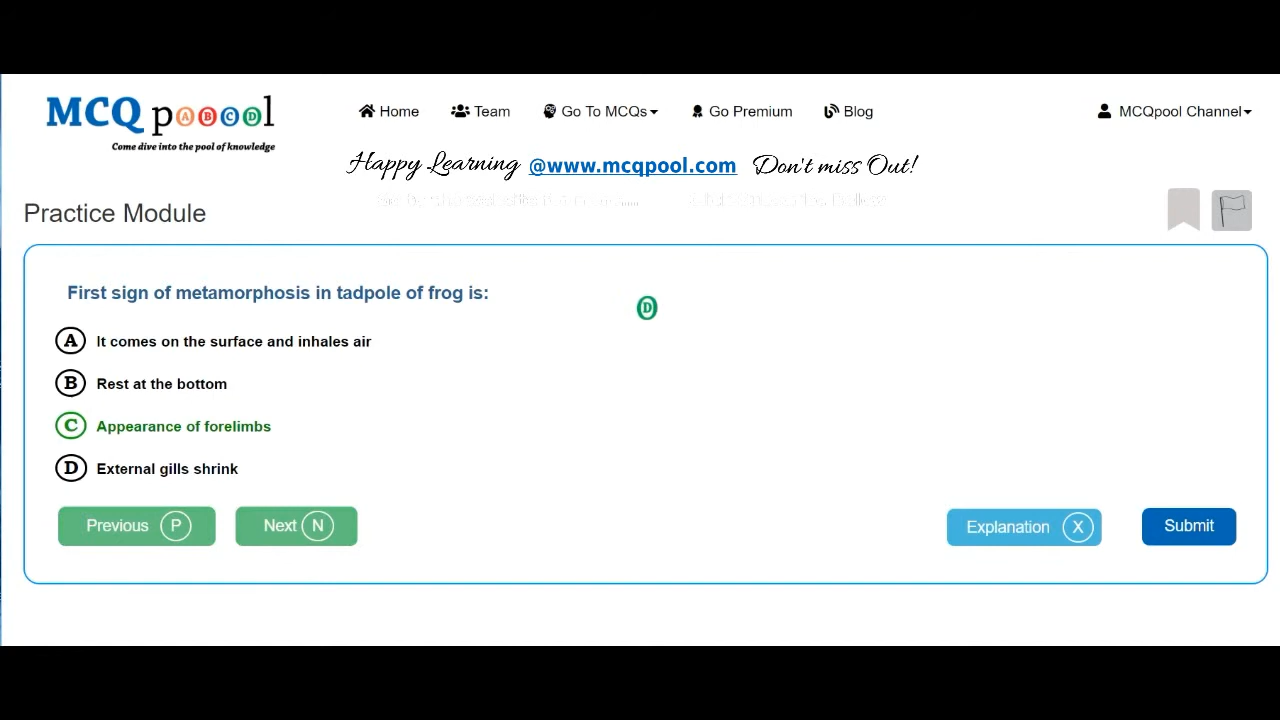 MCQ pooool
Come dive into the pool of knowledge
Home Team Go To MCQs Go Premium Blog MCQpool Channel
Happy Learning @www.mcqpool.com Don't miss Out!
Practice Module
First sign of metamorphosis in tadpole of frog is:
D
A It comes on the surface and inhales air
B Rest at the bottom
C Appearance of forelimbs
D External gills shrink
Previous P Next N Explanation X Submit